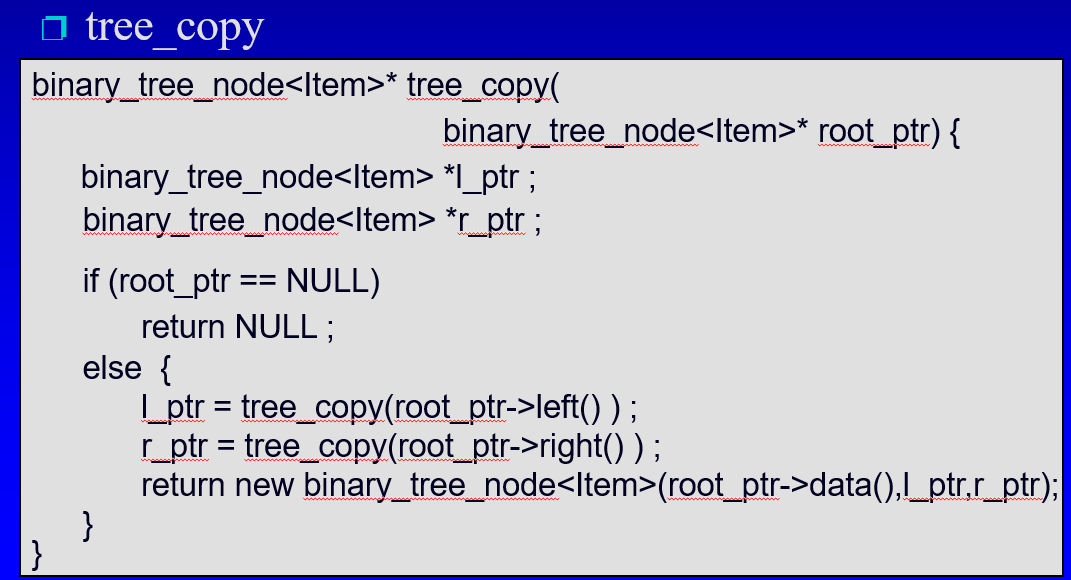 tree_copy
binary_tree_node<Item>* tree_copy(
binary_tree_node<Item>* root_ptr) {
binary_tree_node<Item> *l_ptr ;
binary_tree_node<Item> *r_ptr ;
if (root_ptr == NULL)
return NULL ;
else {
l_ptr = tree_copy(root_ptr->left() ) ;
r_ptr = tree_copy(root_ptr->right() ) ;
return new binary_tree_node<Item>(root_ptr->data(),l_ptr,r_ptr);
}
}